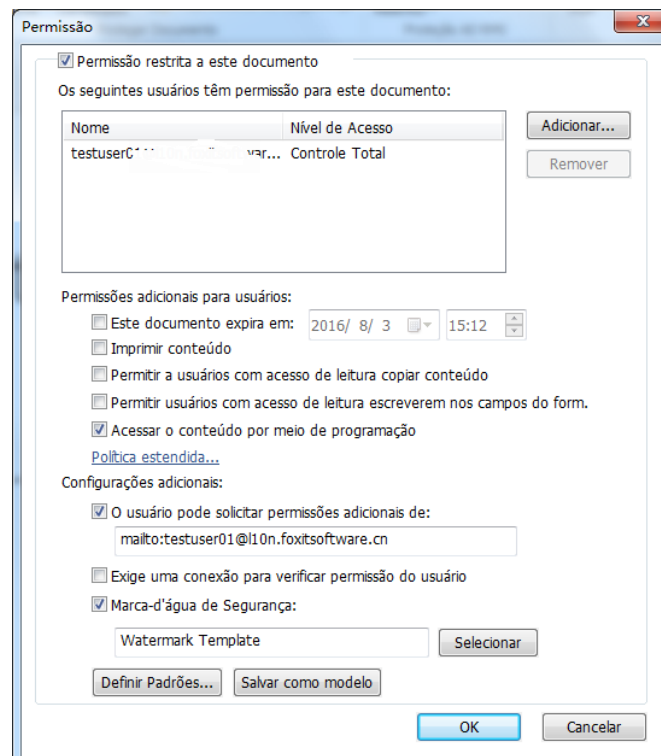 Permissão
Permissão restrita a este documento
Os seguintes usuários têm permissão para este documento:
Nome Nível de Acesso
Adicionar...
Controle Total
Remover
Permissões adicionais para usuários:
Este documento expira em: 2016/ 8/ 3 15:12
Imprimir conteúdo
Permitir a usuários com acesso de leitura copiar conteúdo
Permitir usuários com acesso de leitura escreverem nos campos do form.
Acessar o conteúdo por meio de programação
Política estendida...
Configurações adicionais:
O usuário pode solicitar permissões adicionais de:
mailto:testuser01@l10n.foxitsoftware.cn
Exige uma conexão para verificar permissão do usuário
Marca-d'água de Segurança:
Watermark Template Selecionar
Definir Padrões... Salvar como modelo
OK Cancelar